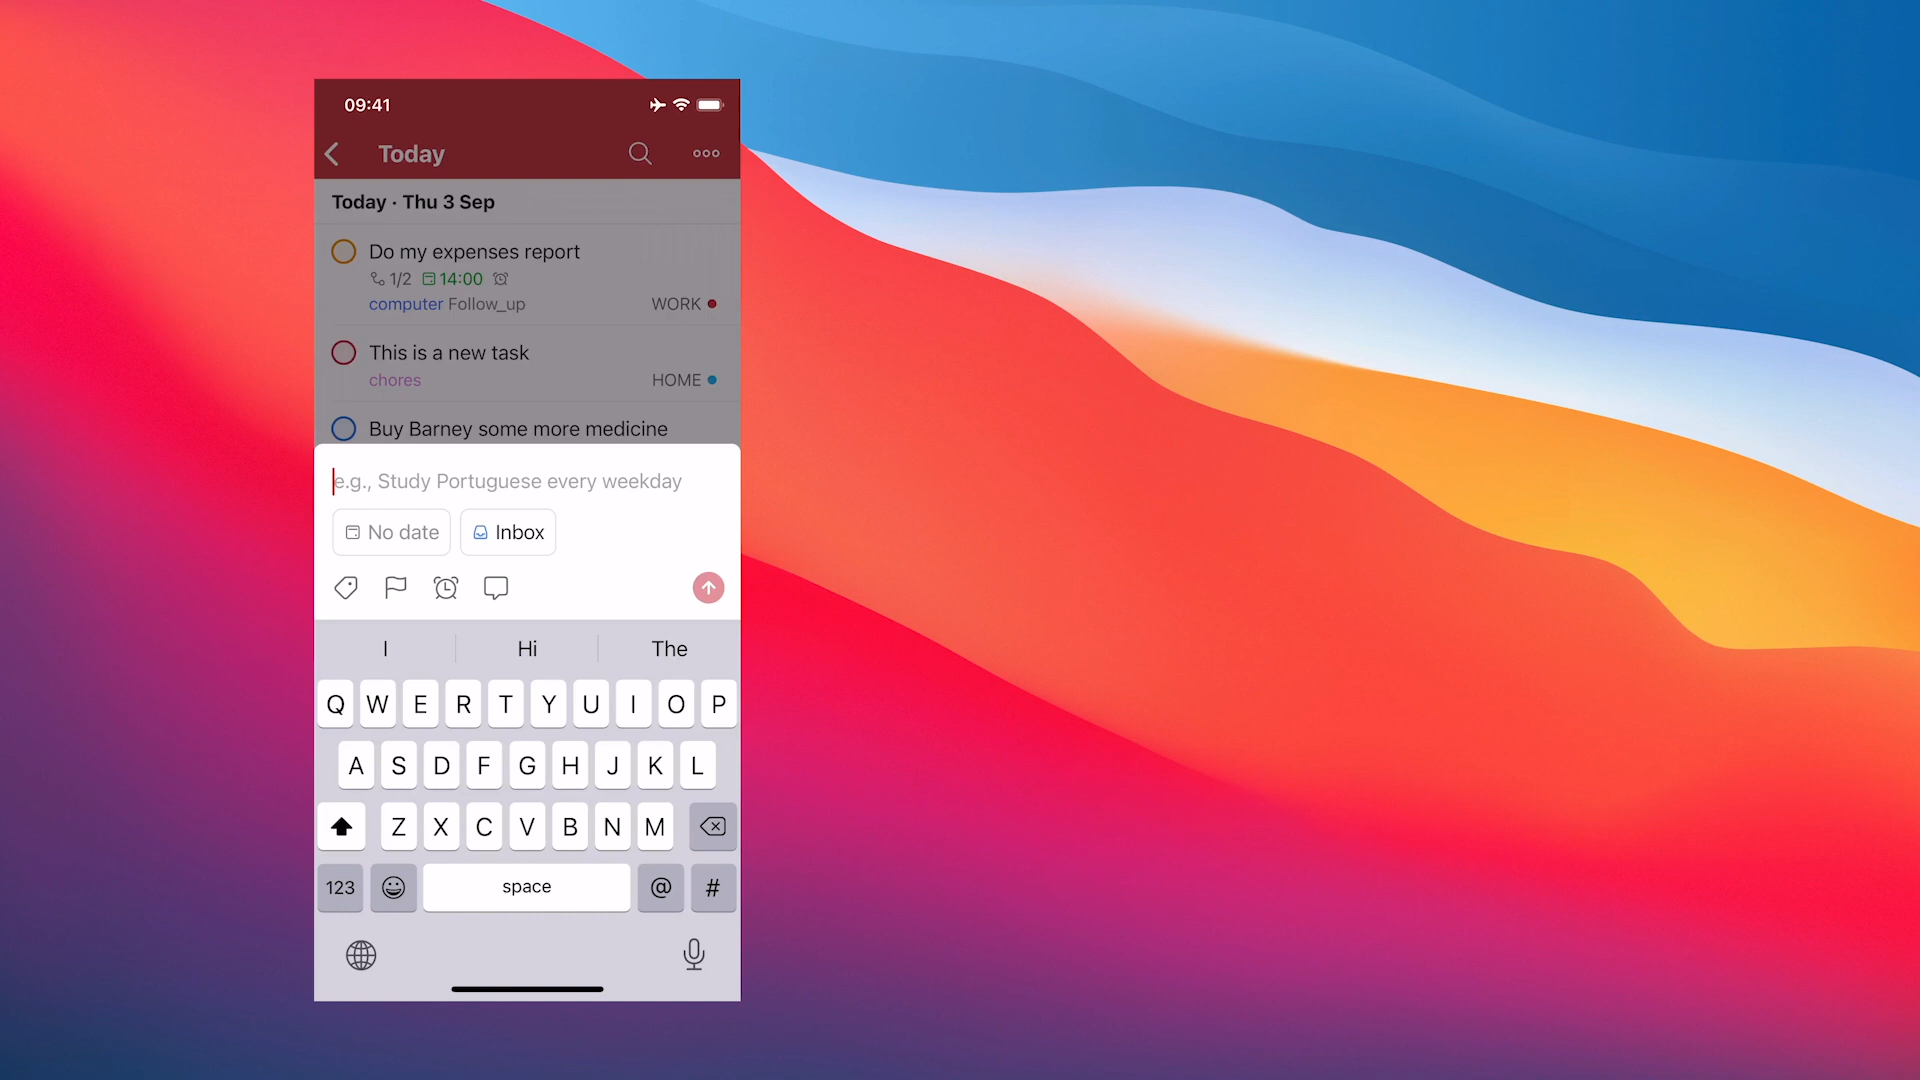 09:41
Today
Today · Thu 3 Sep
Do my expenses report
1/2 14:00
computer Follow_up WORK
This is a new task
chores HOME
Buy Barney some more medicine
e.g., Study Portuguese every weekday
No date Inbox
I Hi The
Q W E R T Y U I O P
A S D F G H J K L
Z X C V B N M
123 space @ #